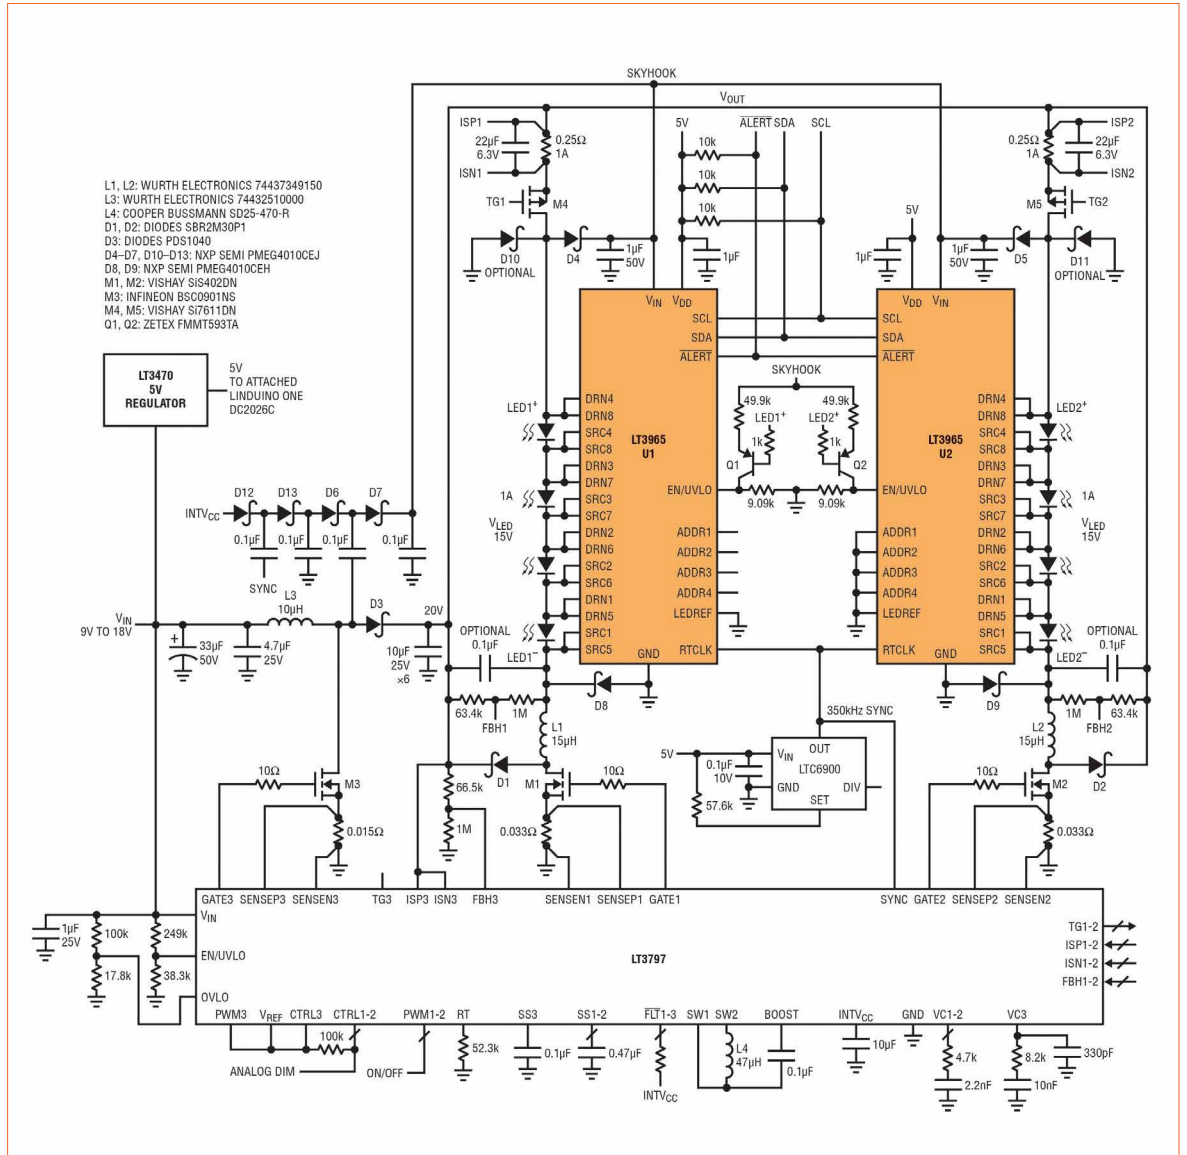 SKYHOOK
VOUT
ISP1
22µF
6.3V
0.25Ω
1A
ISN1
TG1
M4
5V
ALERT
SDA
SCL
10k
10k
10k
ISP2
22µF
6.3V
0.25Ω
1A
ISN2
M5
TG2
L1, L2: WURTH ELECTRONICS 74437349150
L3: WURTH ELECTRONICS 74432510000
L4: COOPER BUSSMANN SD25-470-R
D1, D2: DIODES SBR2M30P1
D3: DIODES PDS1040
D4–D7, D10–D13: NXP SEMI PMEG4010CEJ
D8, D9: NXP SEMI PMEG4010CEH
M1, M2: VISHAY SiS402DN
M3: INFINEON BSC0901NS
M4, M5: VISHAY Si7611DN
Q1, Q2: ZETEX FMMT593TA
D10
OPTIONAL
D4
1µF
50V
1µF
5V
1µF
1µF
50V
D5
D11
OPTIONAL
LT3470
5V
REGULATOR
5V
TO ATTACHED
LINDUINO ONE
DC2026C
VIN
VDD
SCL
SDA
ALERT
DRN4
DRN8
SRC4
SRC8
DRN3
DRN7
SRC3
SRC7
DRN2
DRN6
SRC2
SRC6
DRN1
DRN5
SRC1
SRC5
LT3965
U1
EN/UVLO
ADDR1
ADDR2
ADDR3
ADDR4
LEDREF
RTCLK
GND
LED1+
1A
VLED
15V
LED1–
SKYHOOK
49.9k
LED1+
1k
Q1
9.09k
49.9k
LED2+
1k
Q2
9.09k
VDD
VIN
SCL
SDA
ALERT
LT3965
U2
EN/UVLO
ADDR1
ADDR2
ADDR3
ADDR4
LEDREF
RTCLK
GND
DRN4
DRN8
SRC4
SRC8
DRN3
DRN7
SRC3
SRC7
DRN2
DRN6
SRC2
SRC6
DRN1
DRN5
SRC1
SRC5
LED2+
1A
VLED
15V
LED2–
D12
D13
D6
D7
INTVCC
0.1µF
0.1µF
0.1µF
0.1µF
SYNC
VIN
9V TO 18V
L3
10µH
D3
20V
33µF
50V
4.7µF
25V
10µF
25V
×6
OPTIONAL
0.1µF
63.4k
1M
FBH1
D8
L1
15µH
350kHz SYNC
5V
0.1µF
10V
57.6k
VIN
OUT
LTC6900
GND
DIV
SET
OPTIONAL
0.1µF
D9
1M
63.4k
FBH2
L2
15µH
10Ω
M3
0.015Ω
D1
66.5k
1M
M1
10Ω
0.033Ω
10Ω
M2
D2
0.033Ω
GATE3
SENSEP3
SENSEN3
TG3
ISP3
ISN3
FBH3
SENSEN1
SENSEP1
GATE1
SYNC
GATE2
SENSEP2
SENSEN2
1µF
25V
100k
17.8k
249k
38.3k
VIN
EN/UVLO
OVLO
LT3797
TG1-2
ISP1-2
ISN1-2
FBH1-2
PWM3
VREF
CTRL3
CTRL1-2
PWM1-2
RT
SS3
SS1-2
FLT1-3
SW1
SW2
BOOST
INTVCC
GND
VC1-2
VC3
100k
ANALOG DIM
ON/OFF
52.3k
0.1µF
0.47µF
INTVCC
L4
47µH
0.1µF
10µF
4.7k
2.2nF
8.2k
10nF
330pF